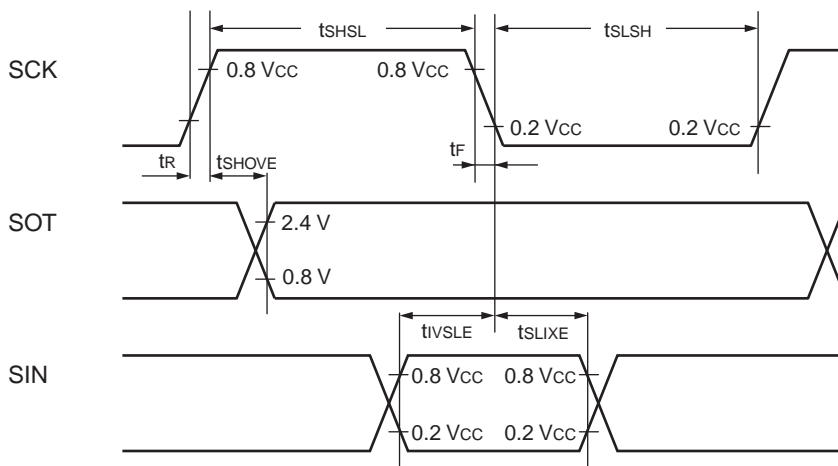 tSHSL tSLSH
SCK 0.8 VCC 0.8 VCC
0.2 VCC 0.2 VCC
tR tSHOVE tF
SOT 2.4 V
0.8 V
tIVSLE tSLIXE
SIN 0.8 VCC 0.8 VCC
0.2 VCC 0.2 VCC